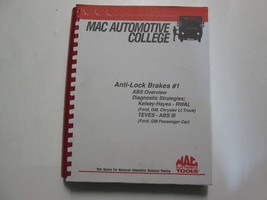 MAC AUTOMOTIVE
COLLEGE
Anti-Lock Brakes #1
ABS Overview
Diagnostic Strategies:
Kelsey-Hayes - RWAL
(Ford, GM, Chrysler Lt Truck)
TEVES - ABS III
(Ford, GM Passenger Car)
MAC
TOOLS